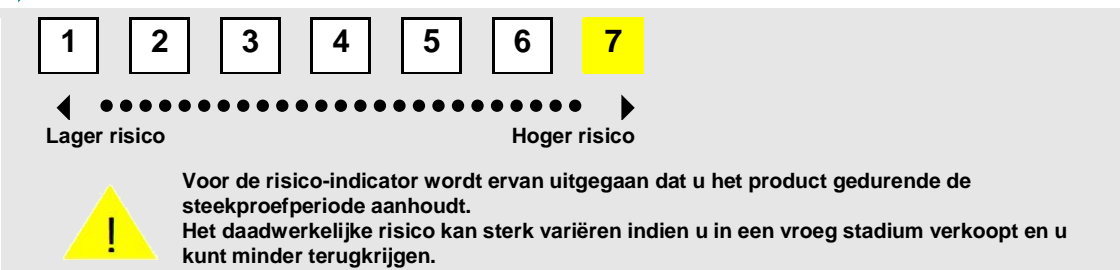 1 2 3 4 5 6 7
Lager risico Hoger risico
!
Voor de risico-indicator wordt ervan uitgegaan dat u het product gedurende de
steekproefperiode aanhoudt.
Het daadwerkelijke risico kan sterk variëren indien u in een vroeg stadium verkoopt en u
kunt minder terugkrijgen.